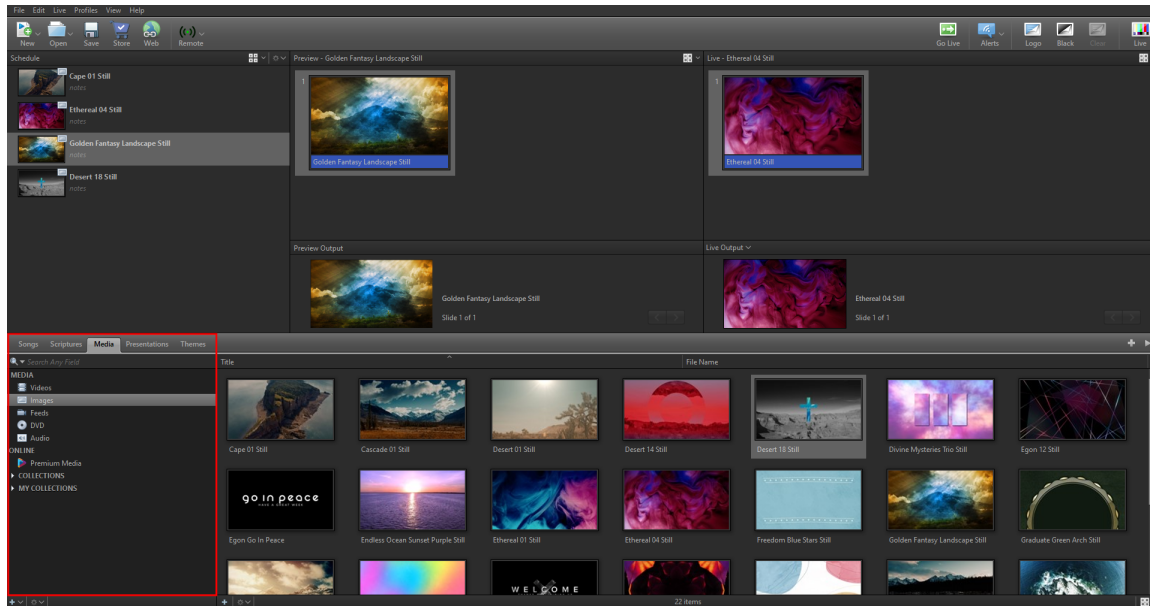 File Edit Live Profiles View Help
New Open Save Store Web Remote
Go Live Alerts Logo Black Clear Live
Schedule
Cape 01 Still
notes
Ethereal 04 Still
notes
Golden Fantasy Landscape Still
notes
Desert 18 Still
notes
Preview - Golden Fantasy Landscape Still
1
Golden Fantasy Landscape Still
Live - Ethereal 04 Still
1
Ethereal 04 Still
Preview Output
Golden Fantasy Landscape Still
Slide 1 of 1
Live Output
Ethereal 04 Still
Slide 1 of 1
Songs Scriptures Media Presentations Themes
Search Any Field
MEDIA
Videos
Images
Feeds
DVD
Audio
ONLINE
Premium Media
COLLECTIONS
MY COLLECTIONS
Title File Name
Cape 01 Still Cascade 01 Still Desert 01 Still Desert 14 Still Desert 18 Still Divine Mysteries Trio Still Egon 12 Still
go in peace
HAVE A GREAT WEEK
Egon Go In Peace Endless Ocean Sunset Purple Still Ethereal 01 Still Ethereal 04 Still Freedom Blue Stars Still Golden Fantasy Landscape Still Graduate Green Arch Still
WELCOME
22 items